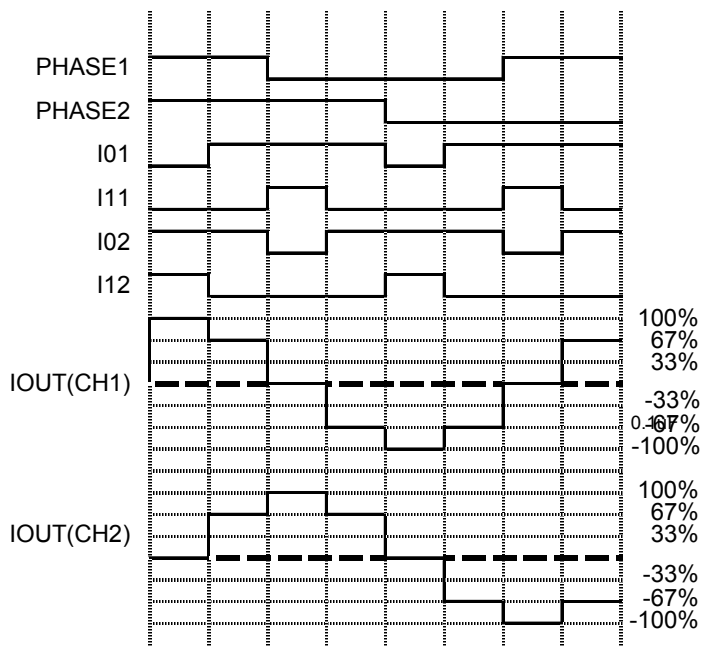 PHASE1
PHASE2
I01
I11
I02
I12
IOUT(CH1)
100%
67%
33%
-33%
-67%
-100%
IOUT(CH2)
100%
67%
33%
-33%
-67%
-100%